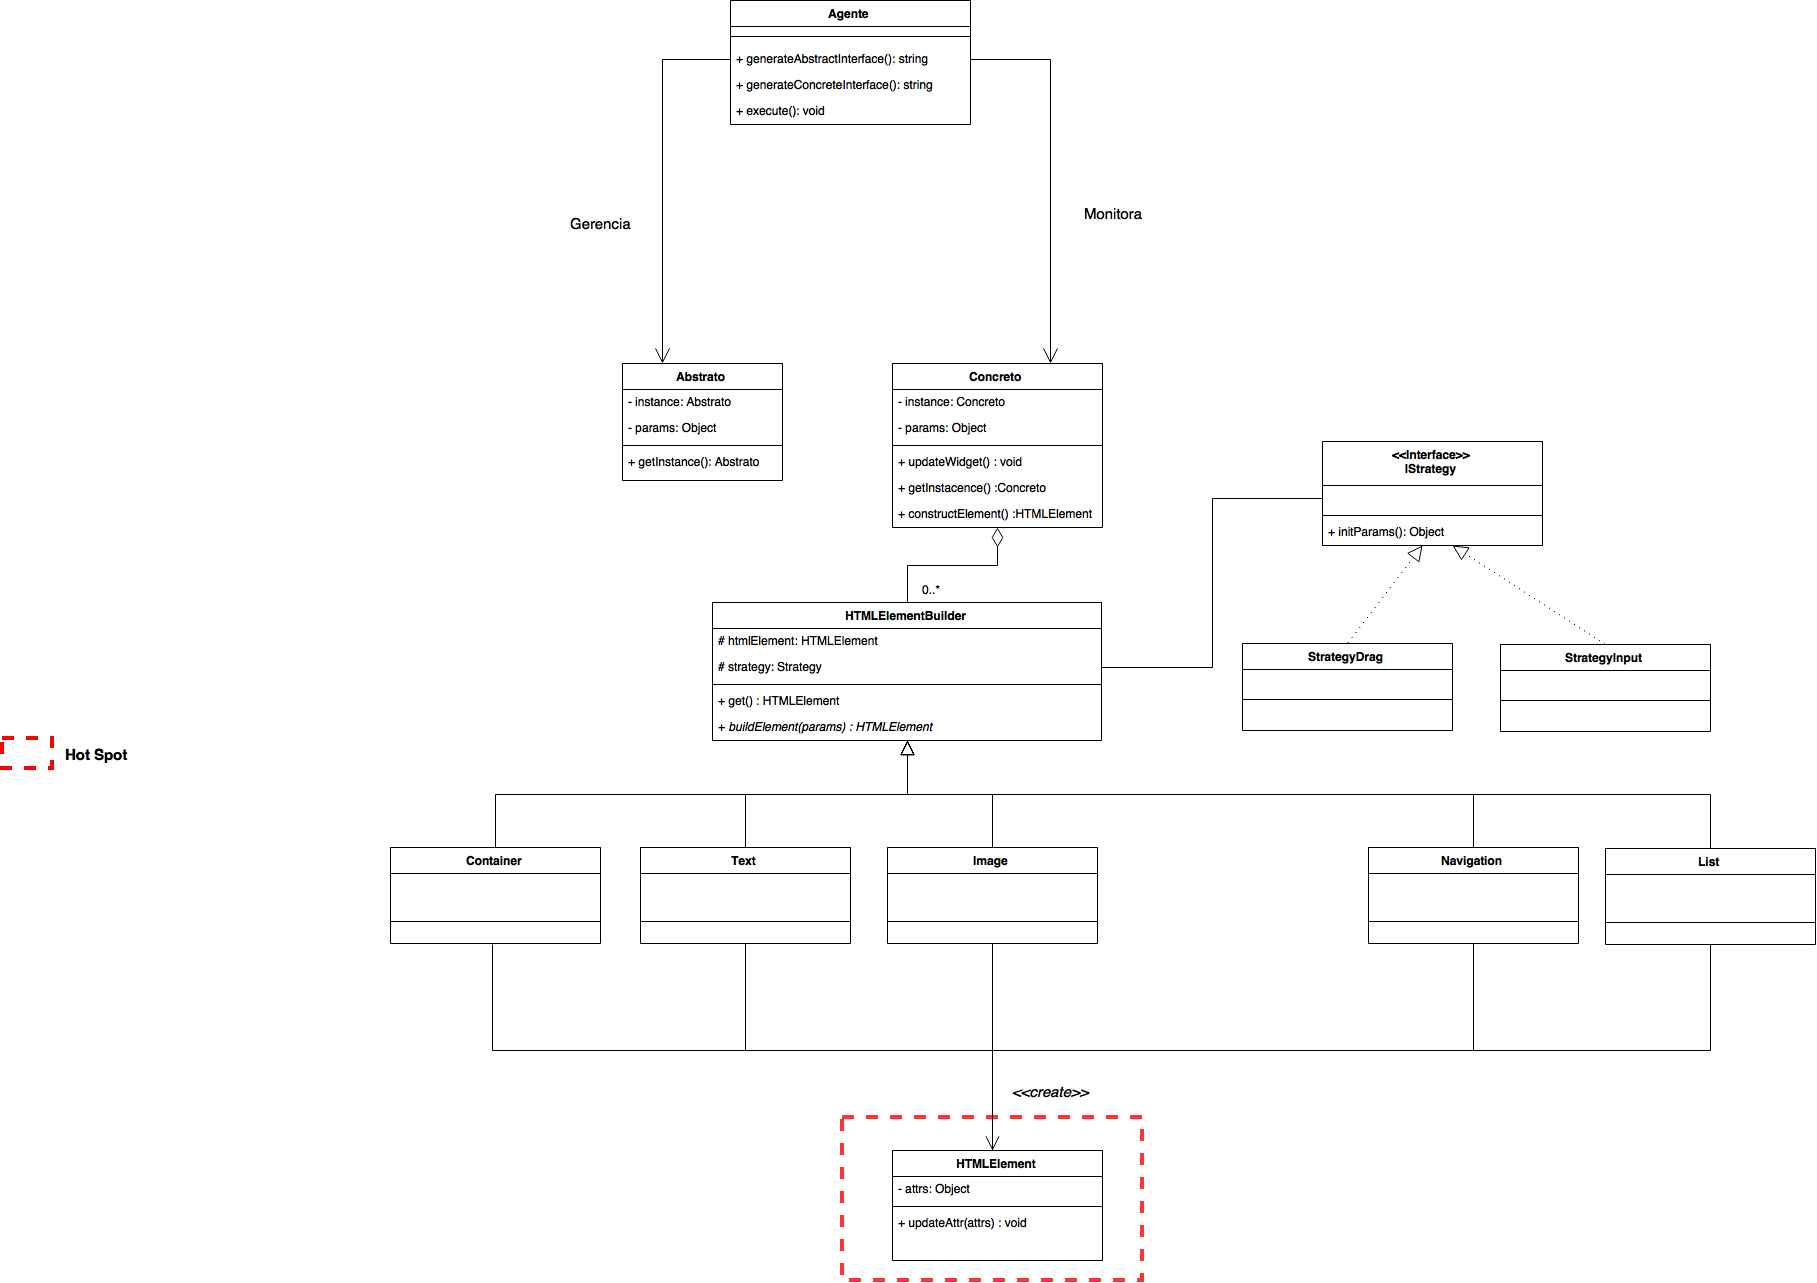 Agente
+ generateAbstractInterface(): string
+ generateConcreteInterface(): string
+ execute(): void
Gerencia
Monitora
Abstrato
- instance: Abstrato
- params: Object
+ getInstance(): Abstrato
Concreto
- instance: Concreto
- params: Object
+ updateWidget() : void
+ getInstacence() :Concreto
+ constructElement() :HTMLElement
<<Interface>>
IStrategy
+ initParams(): Object
0..*
HTMLElementBuilder
# htmlElement: HTMLElement
# strategy: Strategy
+ get() : HTMLElement
+ buildElement(params) : HTMLElement
StrategyDrag
StrategyInput
Hot Spot
Container
Text
Image
Navigation
List
<<create>>
HTMLElement
- attrs: Object
+ updateAttr(attrs) : void